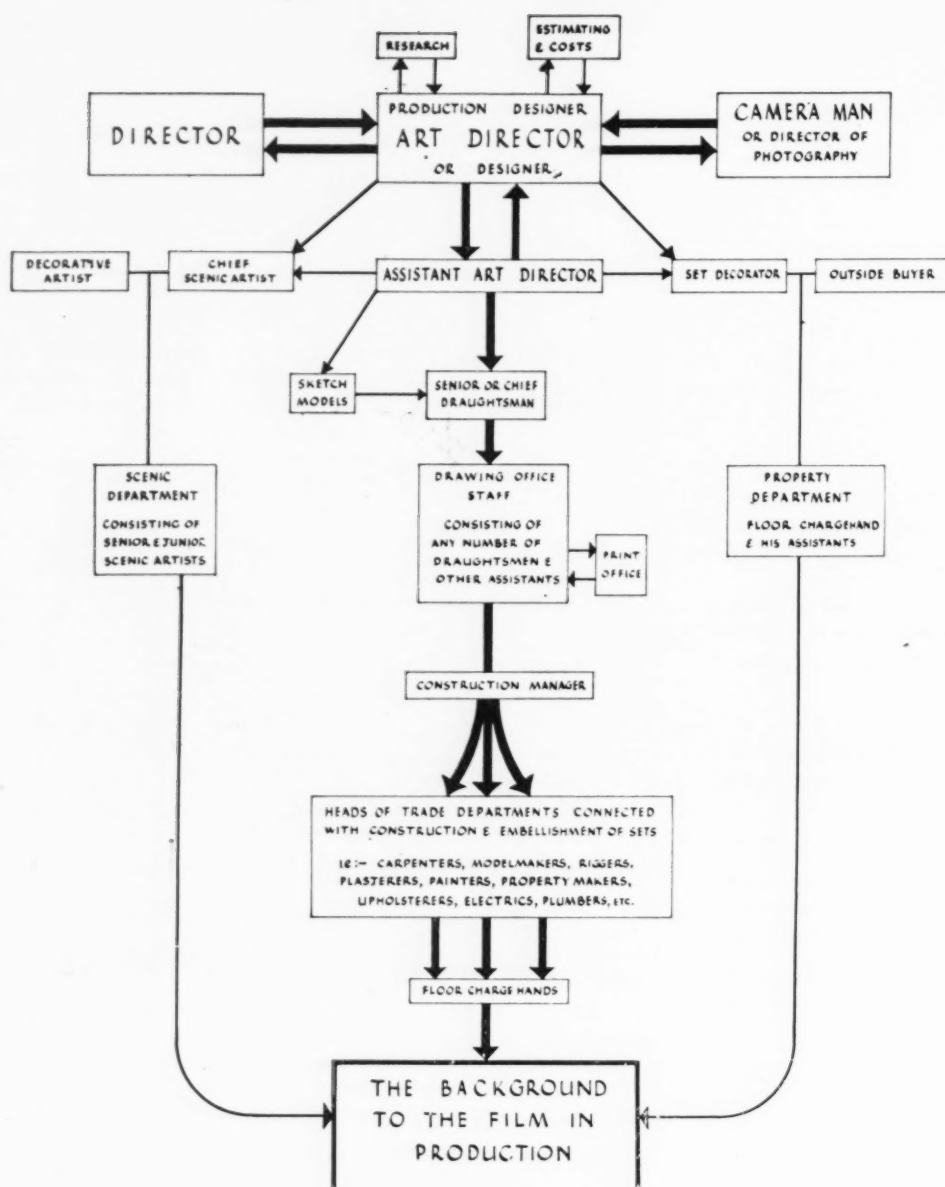 RESEARCH
ESTIMATING
& COSTS
DIRECTOR
PRODUCTION DESIGNER
ART DIRECTOR
OR DESIGNER
CAMERA MAN
OR DIRECTOR OF
PHOTOGRAPHY
DECORATIVE
ARTIST
CHIEF
SCENIC ARTIST
ASSISTANT ART DIRECTOR
SET DECORATOR
OUTSIDE BUYER
SKETCH
MODELS
SENIOR OR CHIEF
DRAUGHTSMAN
SCENIC
DEPARTMENT
CONSISTING OF
SENIOR & JUNIOR
SCENIC ARTISTS
DRAWING OFFICE
STAFF
CONSISTING OF
ANY NUMBER OF
DRAUGHTSMEN &
OTHER ASSISTANTS
PRINT
OFFICE
PROPERTY
DEPARTMENT
FLOOR CHARGEHAND
& HIS ASSISTANTS
CONSTRUCTION MANAGER
HEADS OF TRADE DEPARTMENTS CONNECTED
WITH CONSTRUCTION & EMBELLISHMENT OF SETS
i.e:- CARPENTERS, MODELMAKERS, RIGGERS,
PLASTERERS, PAINTERS, PROPERTY MAKERS,
UPHOLSTERERS, ELECTRICS, PLUMBERS, ETC.
FLOOR CHARGE HANDS
THE BACKGROUND
TO THE FILM IN
PRODUCTION